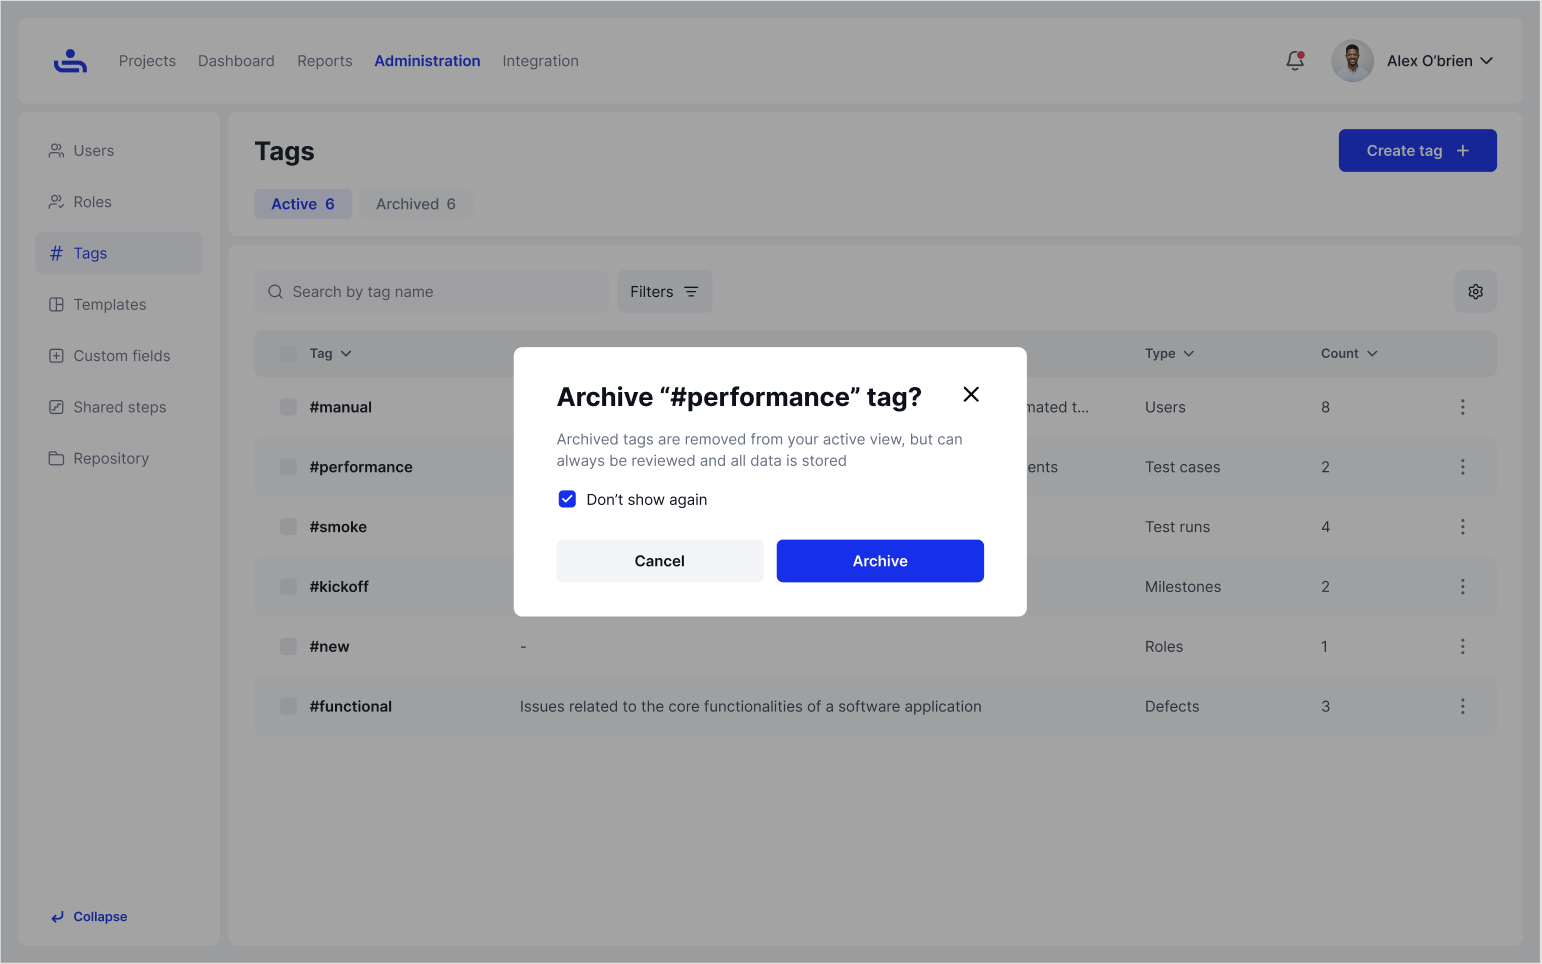 Projects Dashboard Reports Administration Integration
Alex O’brien
Users
Roles
Tags
Templates
Custom fields
Shared steps
Repository
Collapse
Tags
Create tag
Active 6 Archived 6
Search by tag name
Filters
Tag Type Count
#manual Users 8
#performance Test cases 2
#smoke Test runs 4
#kickoff Milestones 2
#new - Roles 1
#functional Issues related to the core functionalities of a software application Defects 3
Archive “#performance” tag?
Archived tags are removed from your active view, but can
always be reviewed and all data is stored
Don’t show again
Cancel Archive